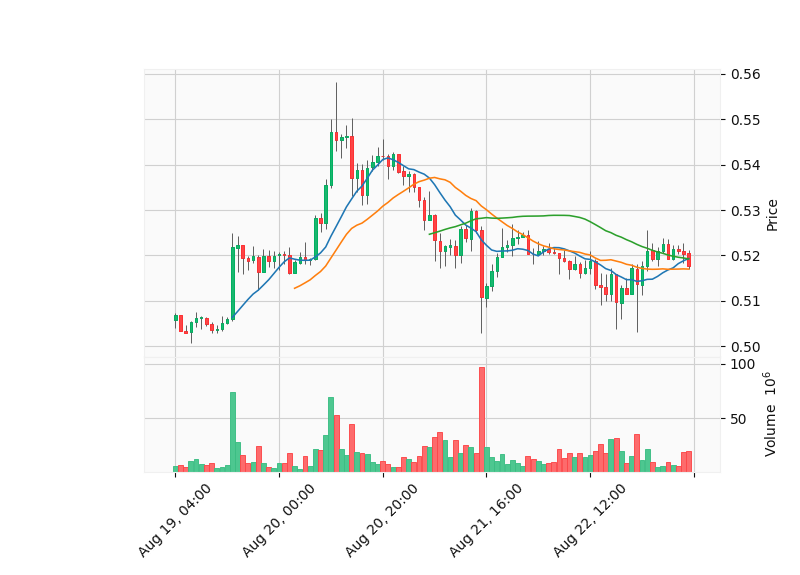 0.56
0.55
0.54
0.53
0.52
0.51
0.50
Price
100
50
Volume 10^6
Aug 19, 04:00
Aug 20, 00:00
Aug 20, 20:00
Aug 21, 16:00
Aug 22, 12:00